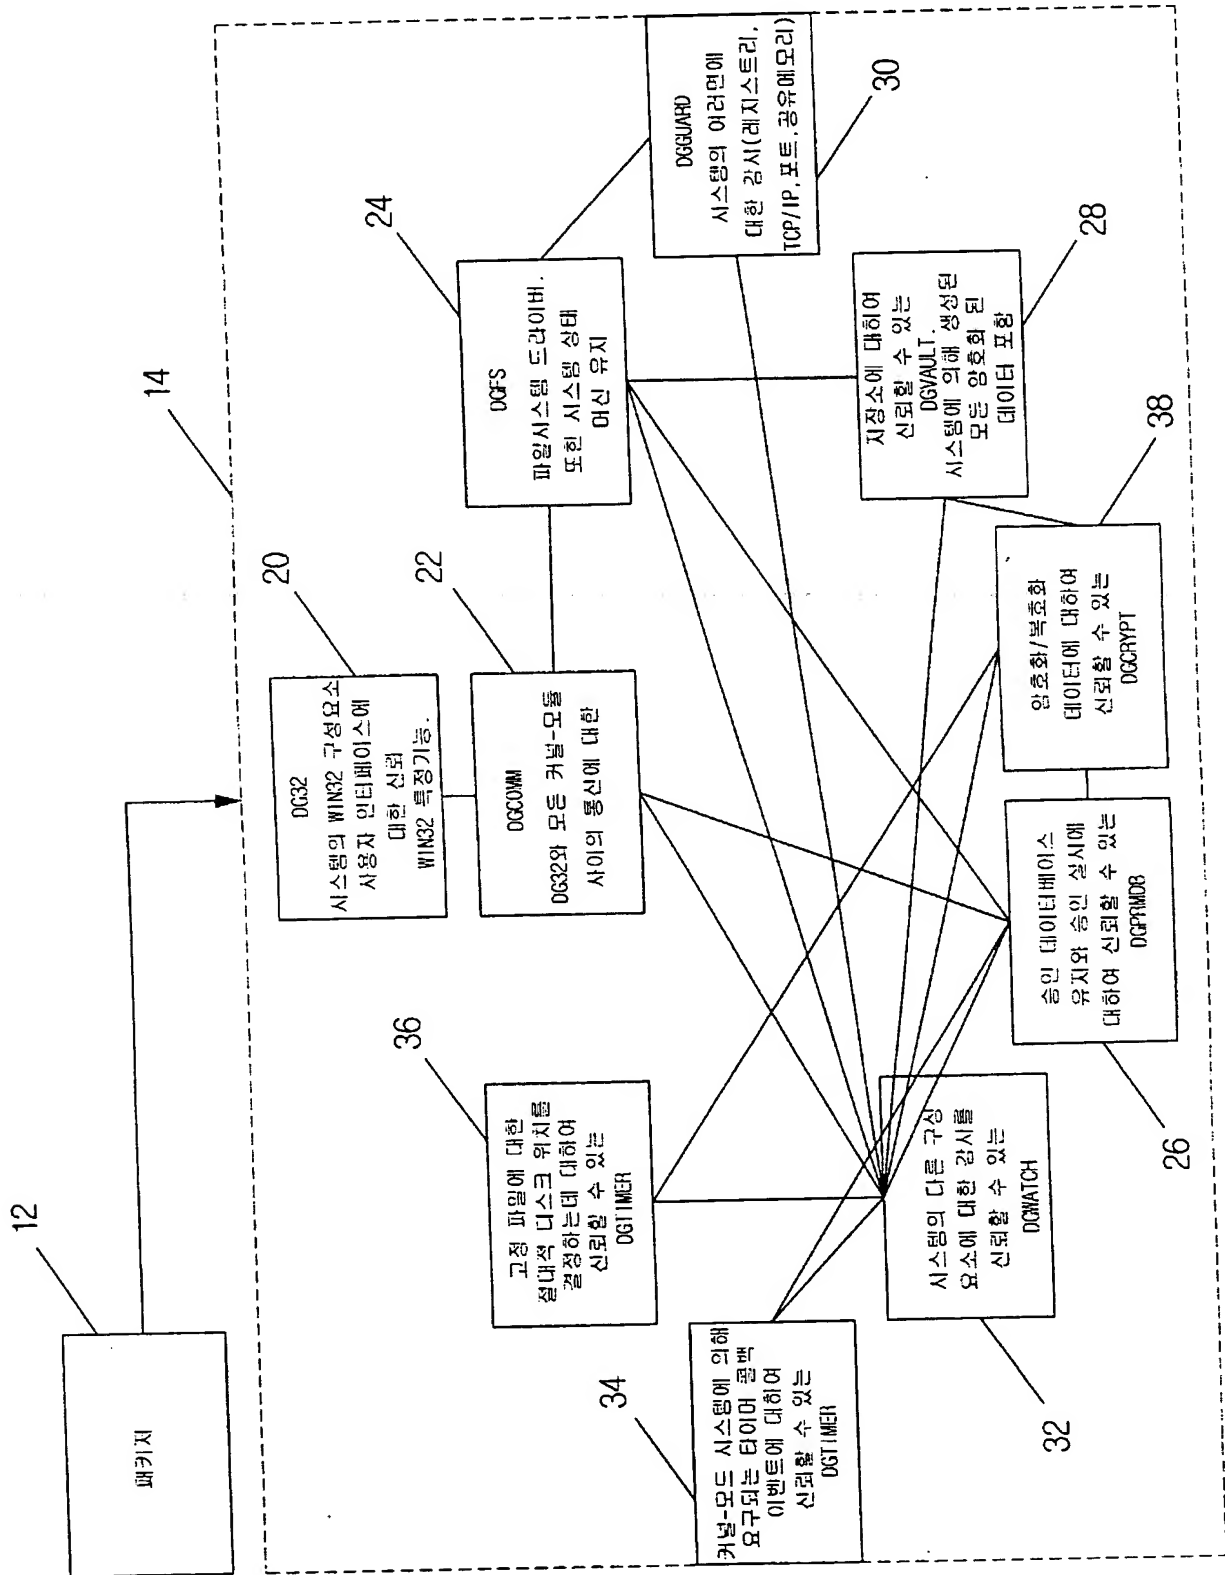 패키저
12
14
DG32
시스템의 WIN32 구성요소
사용자 인터페이스에
대한 신뢰
WIN32 특정기능.
20
DGCOMM
DG32와 모든 커널-모듈
사이의 통신에 대한
22
DGFS
파일시스템 드라이버.
또한 시스템 상태
머신 유지
24
DGGUARD
시스템의 여러면에
대한 감시(레지스트리,
TCP/IP,포트,공유메모리)
30
저장소에 대하여
신뢰할 수 있는
DGVAULT.
시스템에 의해 생성된
모든 암호화 된
데이터 포함
28
암호화/복호화
데이터에 대하여
신뢰할 수 있는
DGCRYPT
38
승인 데이터베이스
유지와 승인 실시에
대하여 신뢰할 수 있는
DGPRMDB
26
고정 파일에 대한
절대적 디스크 위치를
결정하는데 대하여
신뢰할 수 있는
DGTIMER
36
시스템의 다른 구성
요소에 대한 감시를
신뢰할 수 있는
DGWATCH
32
커널-모드 시스템에 의해
요구되는 타이머 콜백
이벤트에 대하여
신뢰할 수 있는
DGTIMER
34